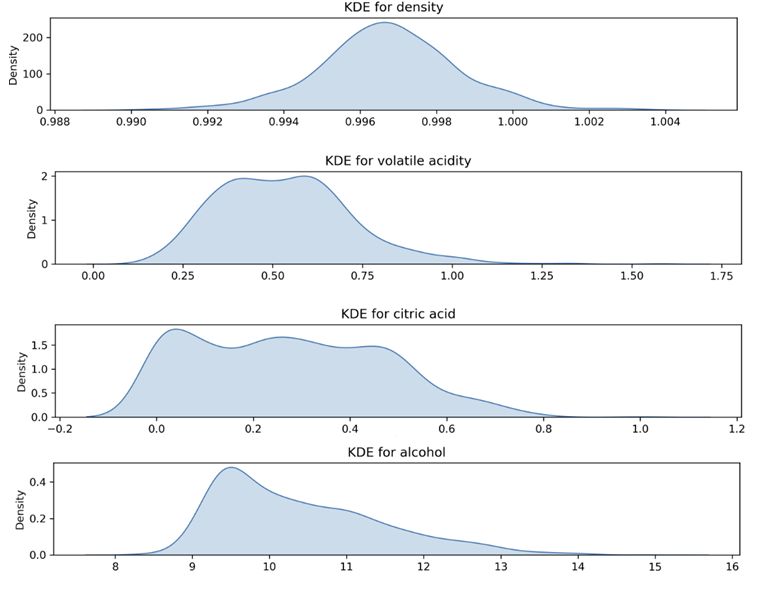 KDE for density
Density
200
100
0
0.988 0.990 0.992 0.994 0.996 0.998 1.000 1.002 1.004
KDE for volatile acidity
Density
2
1
0
0.00 0.25 0.50 0.75 1.00 1.25 1.50 1.75
KDE for citric acid
Density
1.5
1.0
0.5
0.0
−0.2 0.0 0.2 0.4 0.6 0.8 1.0 1.2
KDE for alcohol
Density
0.4
0.2
0.0
8 9 10 11 12 13 14 15 16